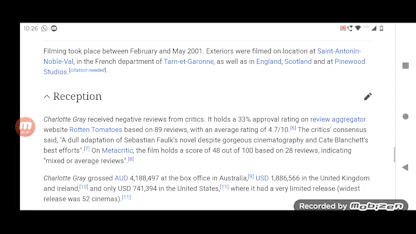 10:26
Filming took place between February and May 2001. Exteriors were filmed on location at Saint-Antonin-
Noble-Val, in the French department of Tarn-et-Garonne, as well as in England, Scotland and at Pinewood
Studios.[citation needed]
Reception
Charlotte Gray received negative reviews from critics. It holds a 33% approval rating on review aggregator
website Rotten Tomatoes based on 89 reviews, with an average rating of 4.7/10.[6] The critics' consensus
said, "A dull adaptation of Sebastian Faulk's novel despite gorgeous cinematography and Cate Blanchett's
best efforts".[7] On Metacritic, the film holds a score of 48 out of 100 based on 28 reviews, indicating
"mixed or average reviews".[8]
Charlotte Gray grossed AUD 4,188,497 at the box office in Australia,[9] USD 1,886,566 in the United Kingdom
and Ireland,[10] and only USD 741,394 in the United States,[11] where it had a very limited release (widest
release was 52 cinemas).[11]
Recorded by Mobizen